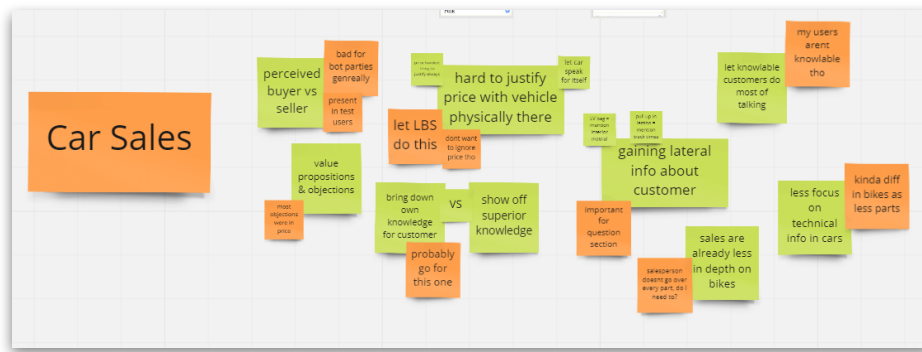 Car Sales
perceived
buyer vs
seller
bad for
bot parties
genreally
present
in test
users
value
propositions
& objections
most
objections
were in
price
hard to justify
price with vehicle
physically there
let car
speak
for itself
let LBS
do this
dont want
to ignore
price tho
bring down
own
knowledge
for customer
vs
show off
superior
knowledge
probably
go for
this one
gaining lateral
info about
customer
important
for
question
section
sales are
already less
in depth on
bikes
salesperson
doesnt go over
every part, do I
need to?
let knowlable
customers do
most of
talking
my users
arent
knowlable
tho
less focus
on
technical
info in cars
kinda diff
in bikes as
less parts